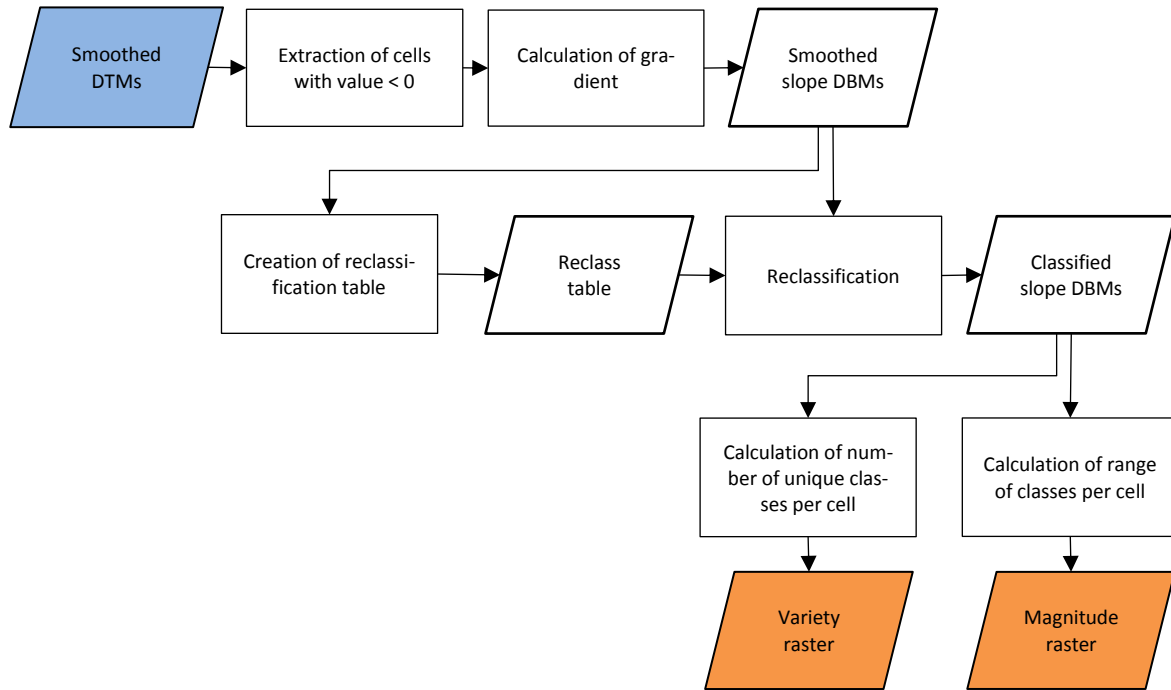 Smoothed
DTMs
Extraction of cells
with value < 0
Calculation of gra-
dient
Smoothed
slope DBMs
Creation of reclassi-
fication table
Reclass
table
Reclassification
Classified
slope DBMs
Calculation of num-
ber of unique clas-
ses per cell
Calculation of range
of classes per cell
Variety
raster
Magnitude
raster